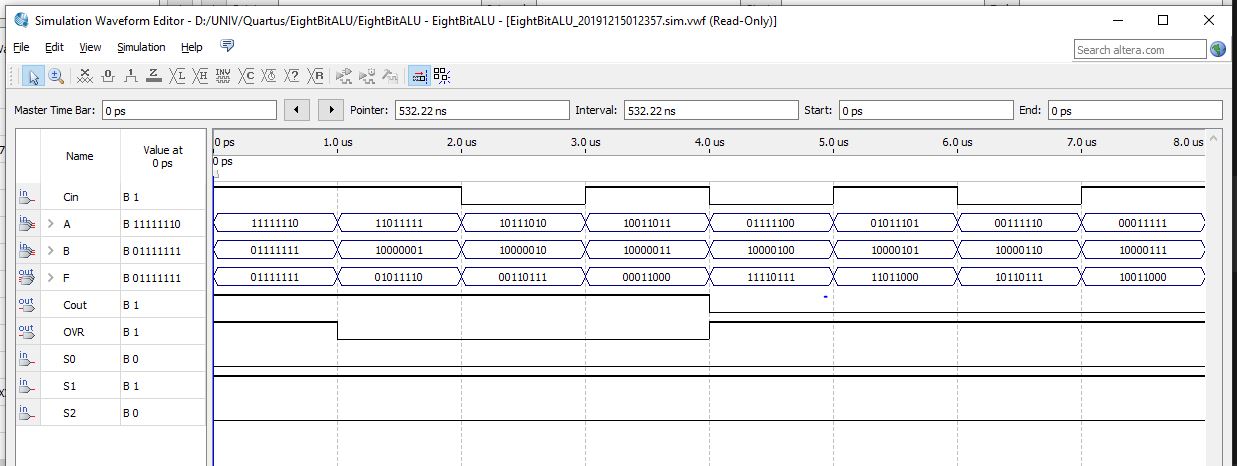 Simulation Waveform Editor - D:/UNIV/Quartus/EightBitALU/EightBitALU - EightBitALU - [EightBitALU_20191215012357.sim.vwf (Read-Only)]
File Edit View Simulation Help
Search altera.com
Master Time Bar: 0 ps Pointer: 532.22 ns Interval: 532.22 ns Start: 0 ps End: 0 ps
Name Value at 0 ps
0 ps 1.0 us 2.0 us 3.0 us 4.0 us 5.0 us 6.0 us 7.0 us 8.0 us
0 ps
in Cin B 1
in A B 11111110 11111110 11011111 10111010 10011011 01111100 01011101 00111110 00011111
in B B 01111111 01111111 10000001 10000010 10000011 10000100 10000101 10000110 10000111
out F B 01111111 01111111 01011110 00110111 00011000 11110111 11011000 10110111 10011000
out Cout B 1
out OVR B 1
in S0 B 0
in S1 B 1
in S2 B 0